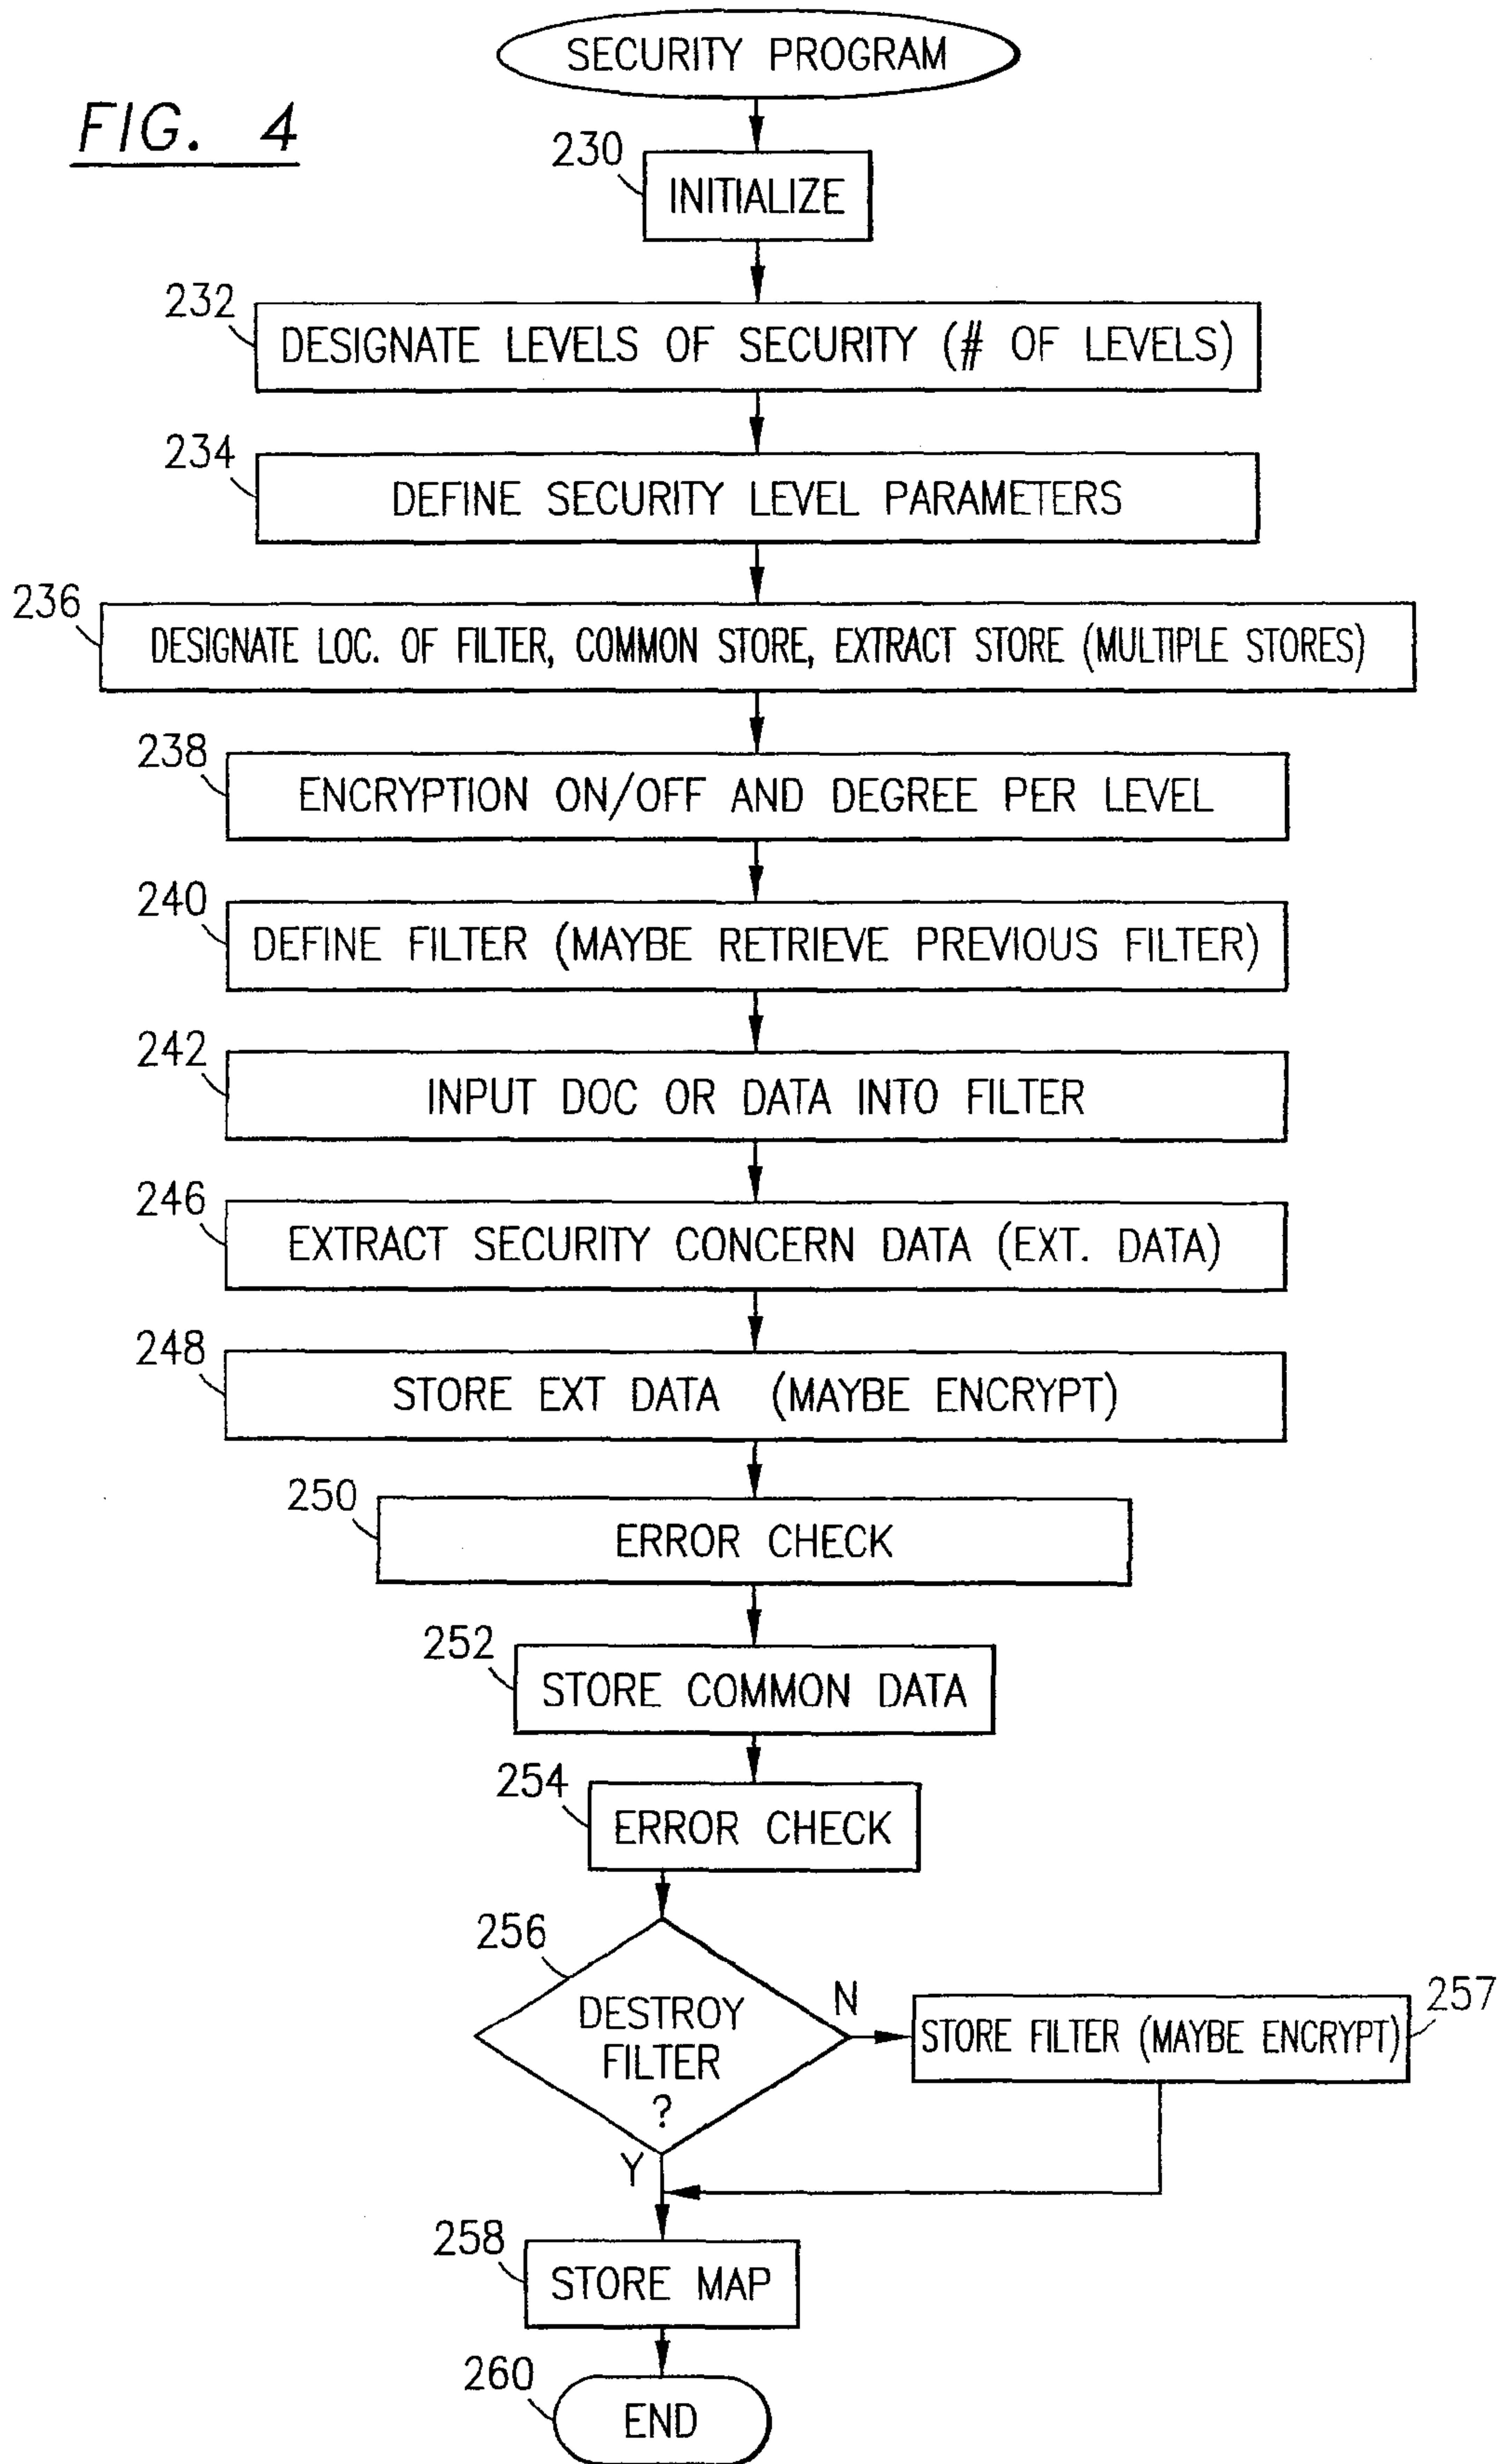 SECURITY PROGRAM
FIG. 4
230
INITIALIZE
232
DESIGNATE LEVELS OF SECURITY (# OF LEVELS)
234
DEFINE SECURITY LEVEL PARAMETERS
236
DESIGNATE LOC. OF FILTER, COMMON STORE, EXTRACT STORE (MULTIPLE STORES)
238
ENCRYPTION ON/OFF AND DEGREE PER LEVEL
240
DEFINE FILTER (MAYBE RETRIEVE PREVIOUS FILTER)
242
INPUT DOC OR DATA INTO FILTER
246
EXTRACT SECURITY CONCERN DATA (EXT. DATA)
248
STORE EXT DATA (MAYBE ENCRYPT)
250
ERROR CHECK
252
STORE COMMON DATA
254
ERROR CHECK
256
DESTROY
FILTER
?
N
257
STORE FILTER (MAYBE ENCRYPT)
Y
258
STORE MAP
260
END